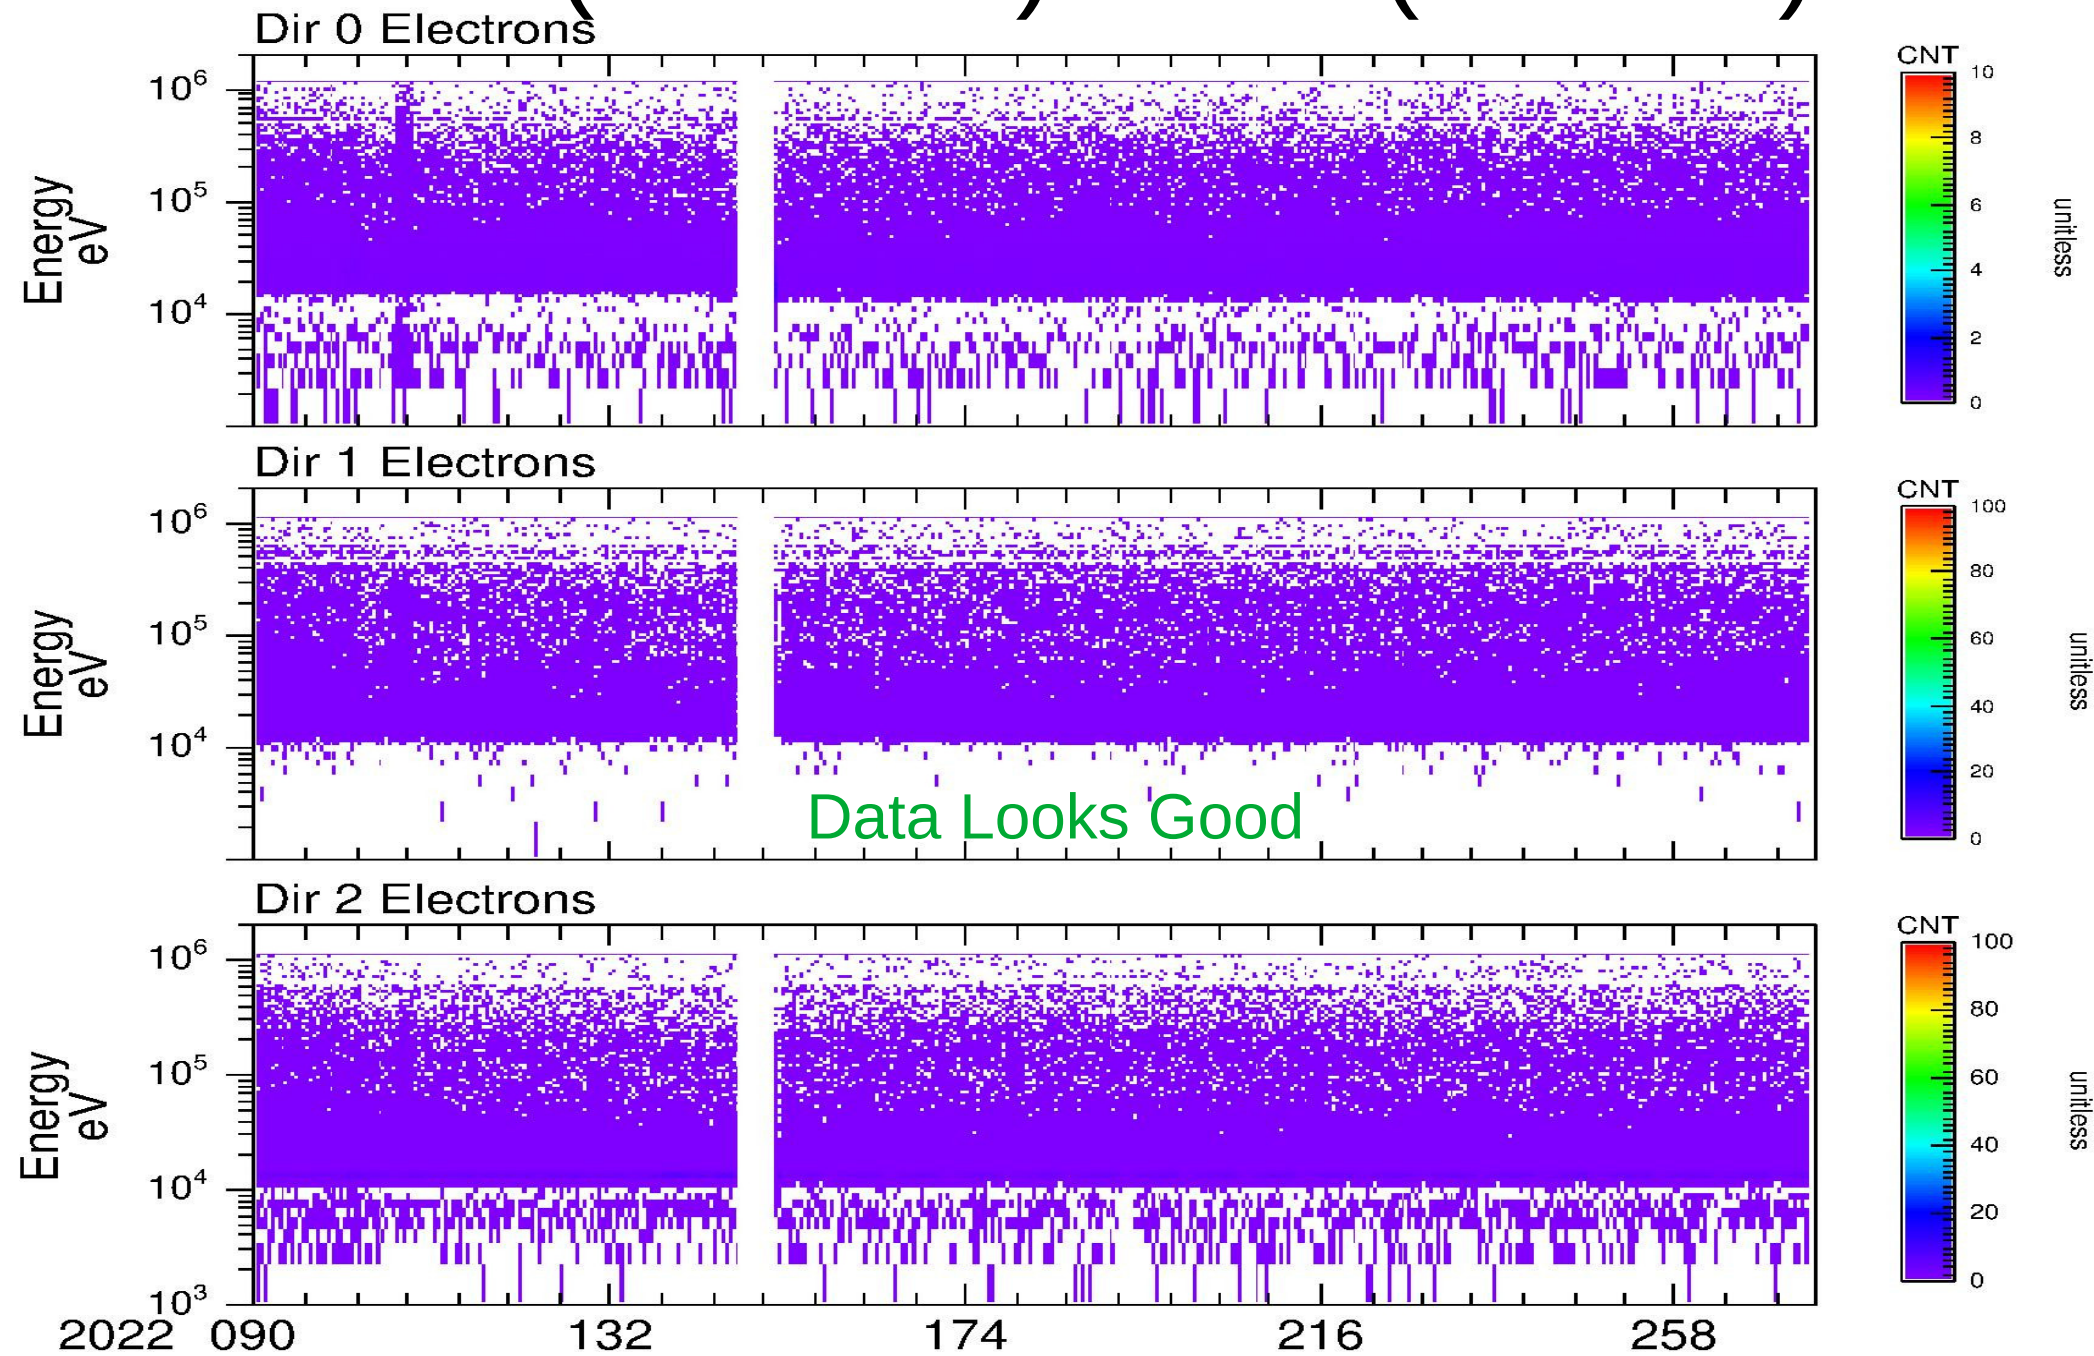 Dir 0 Electrons
CNT
10
8
6
4
2
0
unitless
10⁶
10⁵
10⁴
Energy
eV
Dir 1 Electrons
CNT
100
80
60
40
20
0
unitless
10⁶
10⁵
10⁴
Energy
eV
Data Looks Good
Dir 2 Electrons
CNT
100
80
60
40
20
0
unitless
10⁶
10⁵
10⁴
10³
Energy
eV
2022 090 132 174 216 258